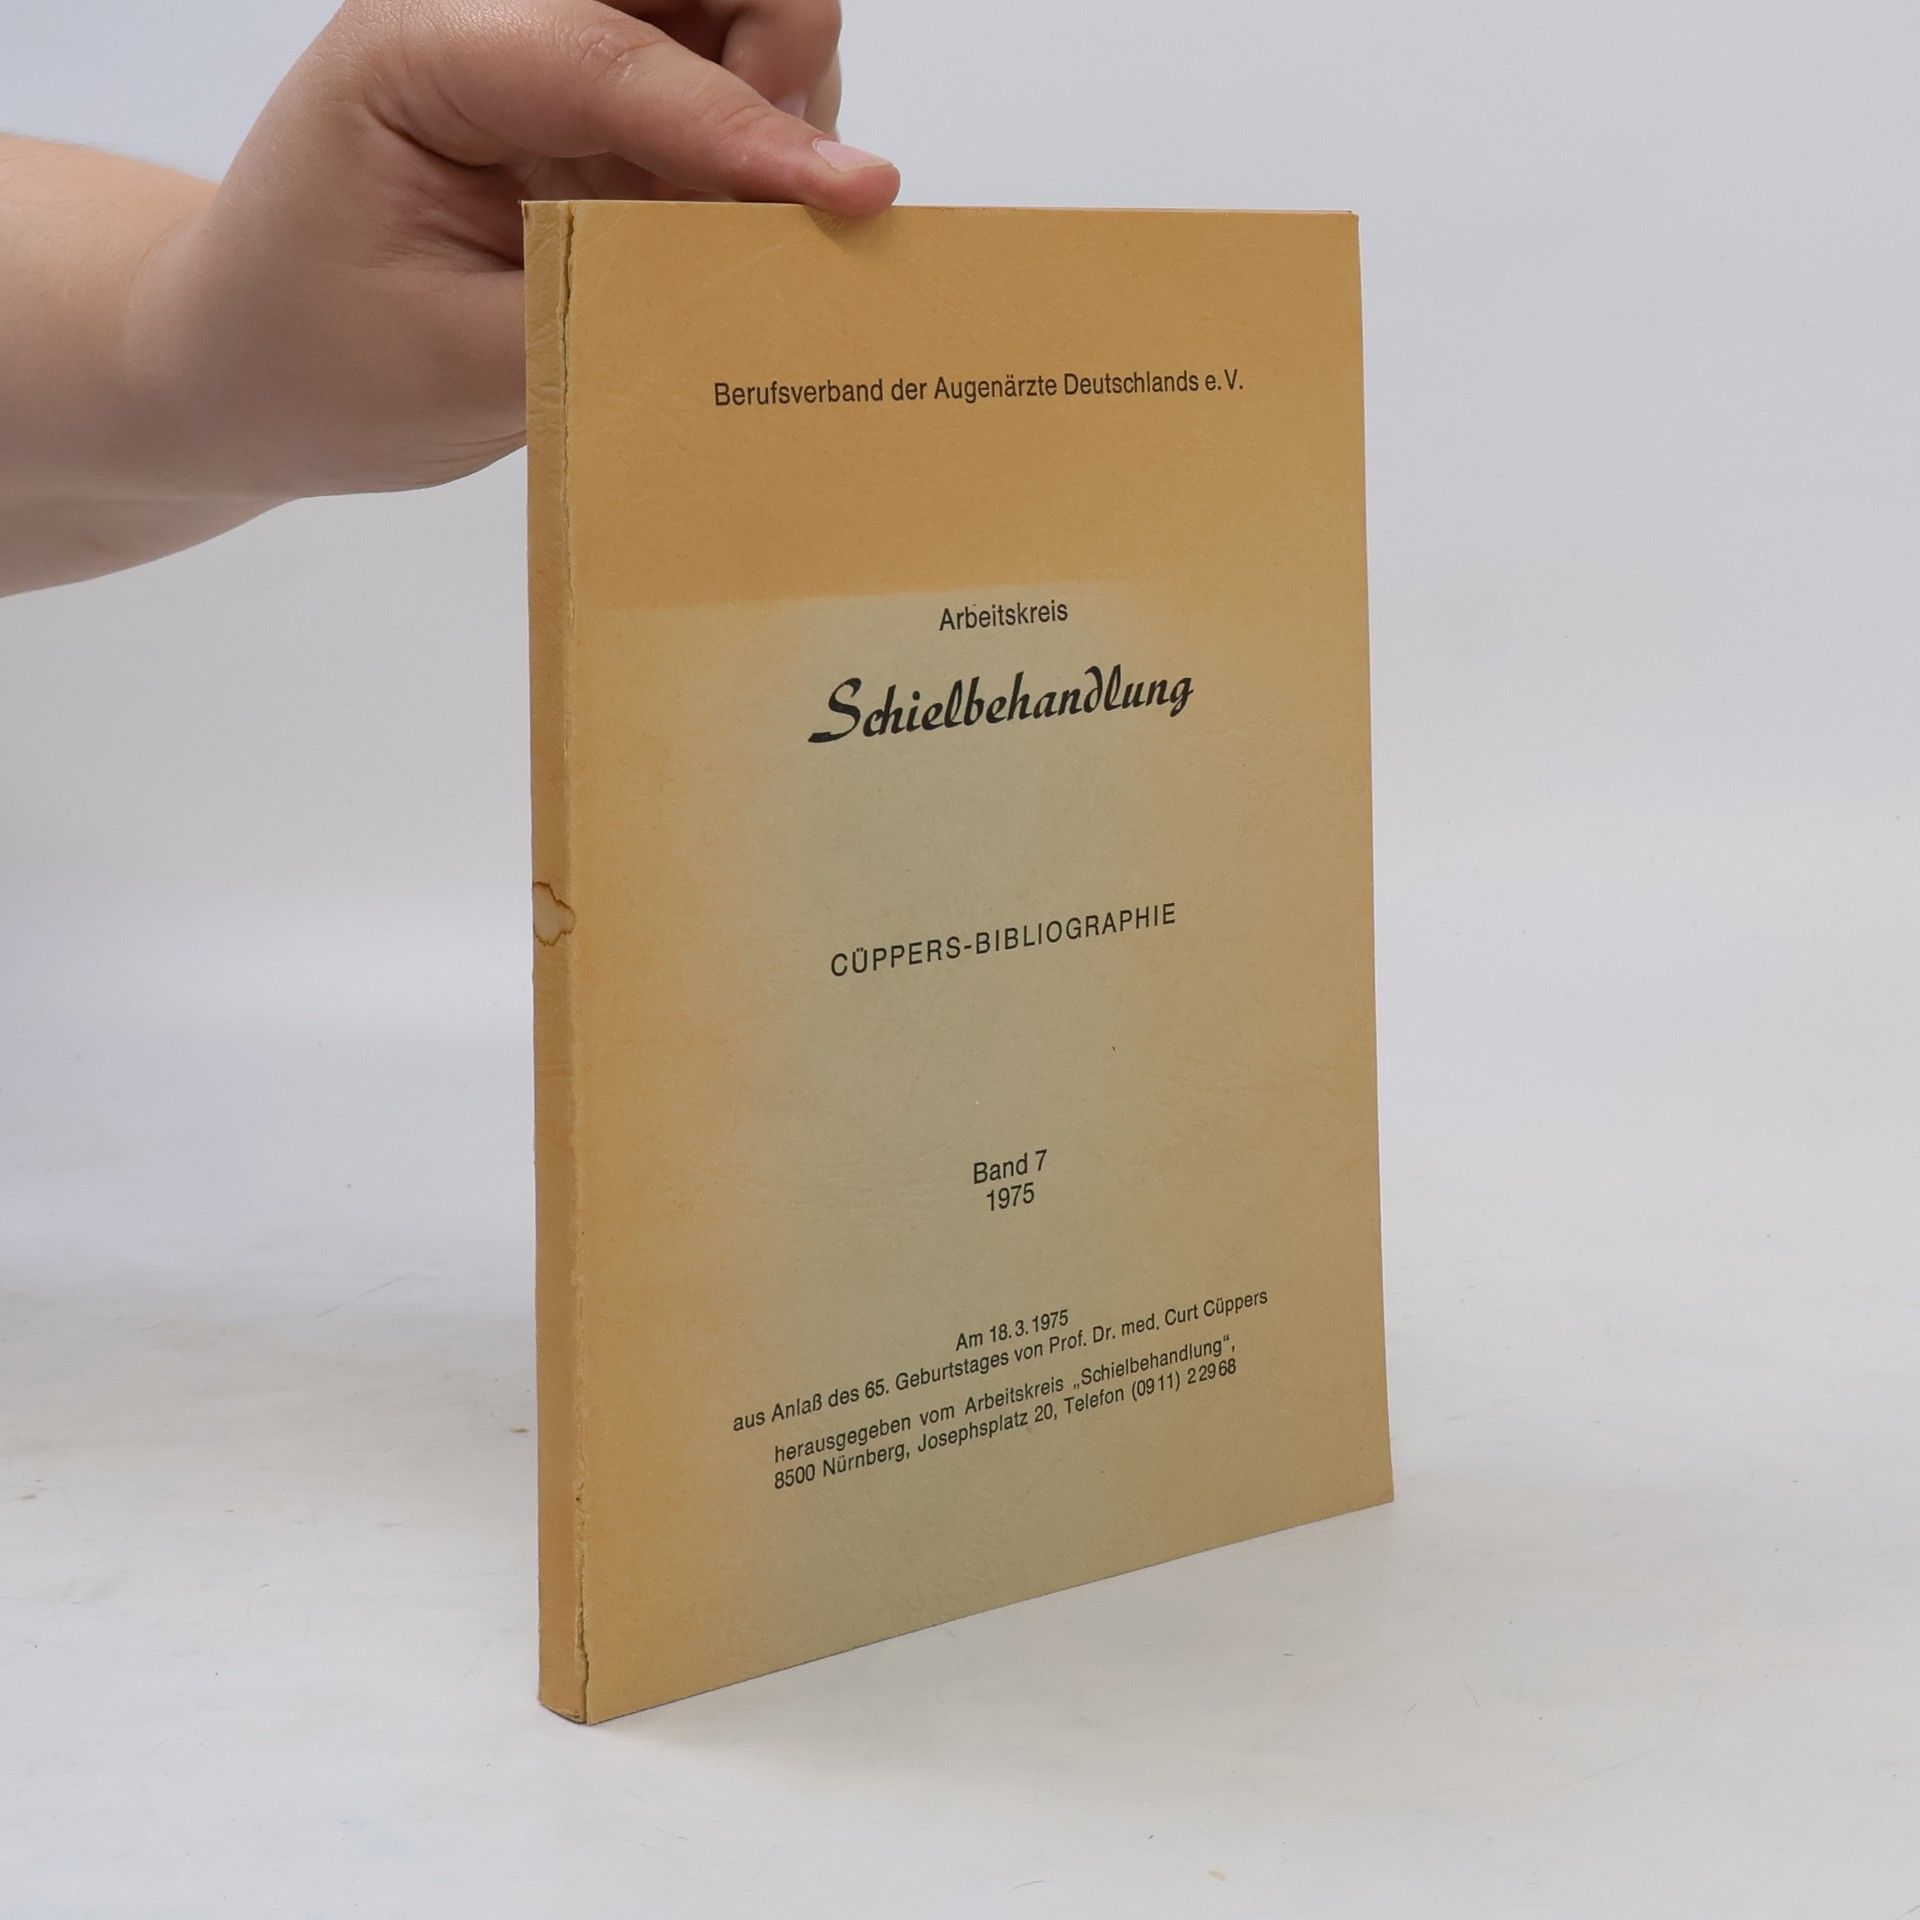 Berufsverband der Augenärzte Deutschlands e.V.
Arbeitskreis
Schielbehandlung
CÜPPERS-BIBLIOGRAPHIE
Band 7
1975
Am 18.3.1975
aus Anlaß des 65. Geburtstages von Prof. Dr. med. Curt Cüppers
herausgegeben vom Arbeitskreis „Schielbehandlung“,
8500 Nürnberg, Josephsplatz 20, Telefon (0911) 22968